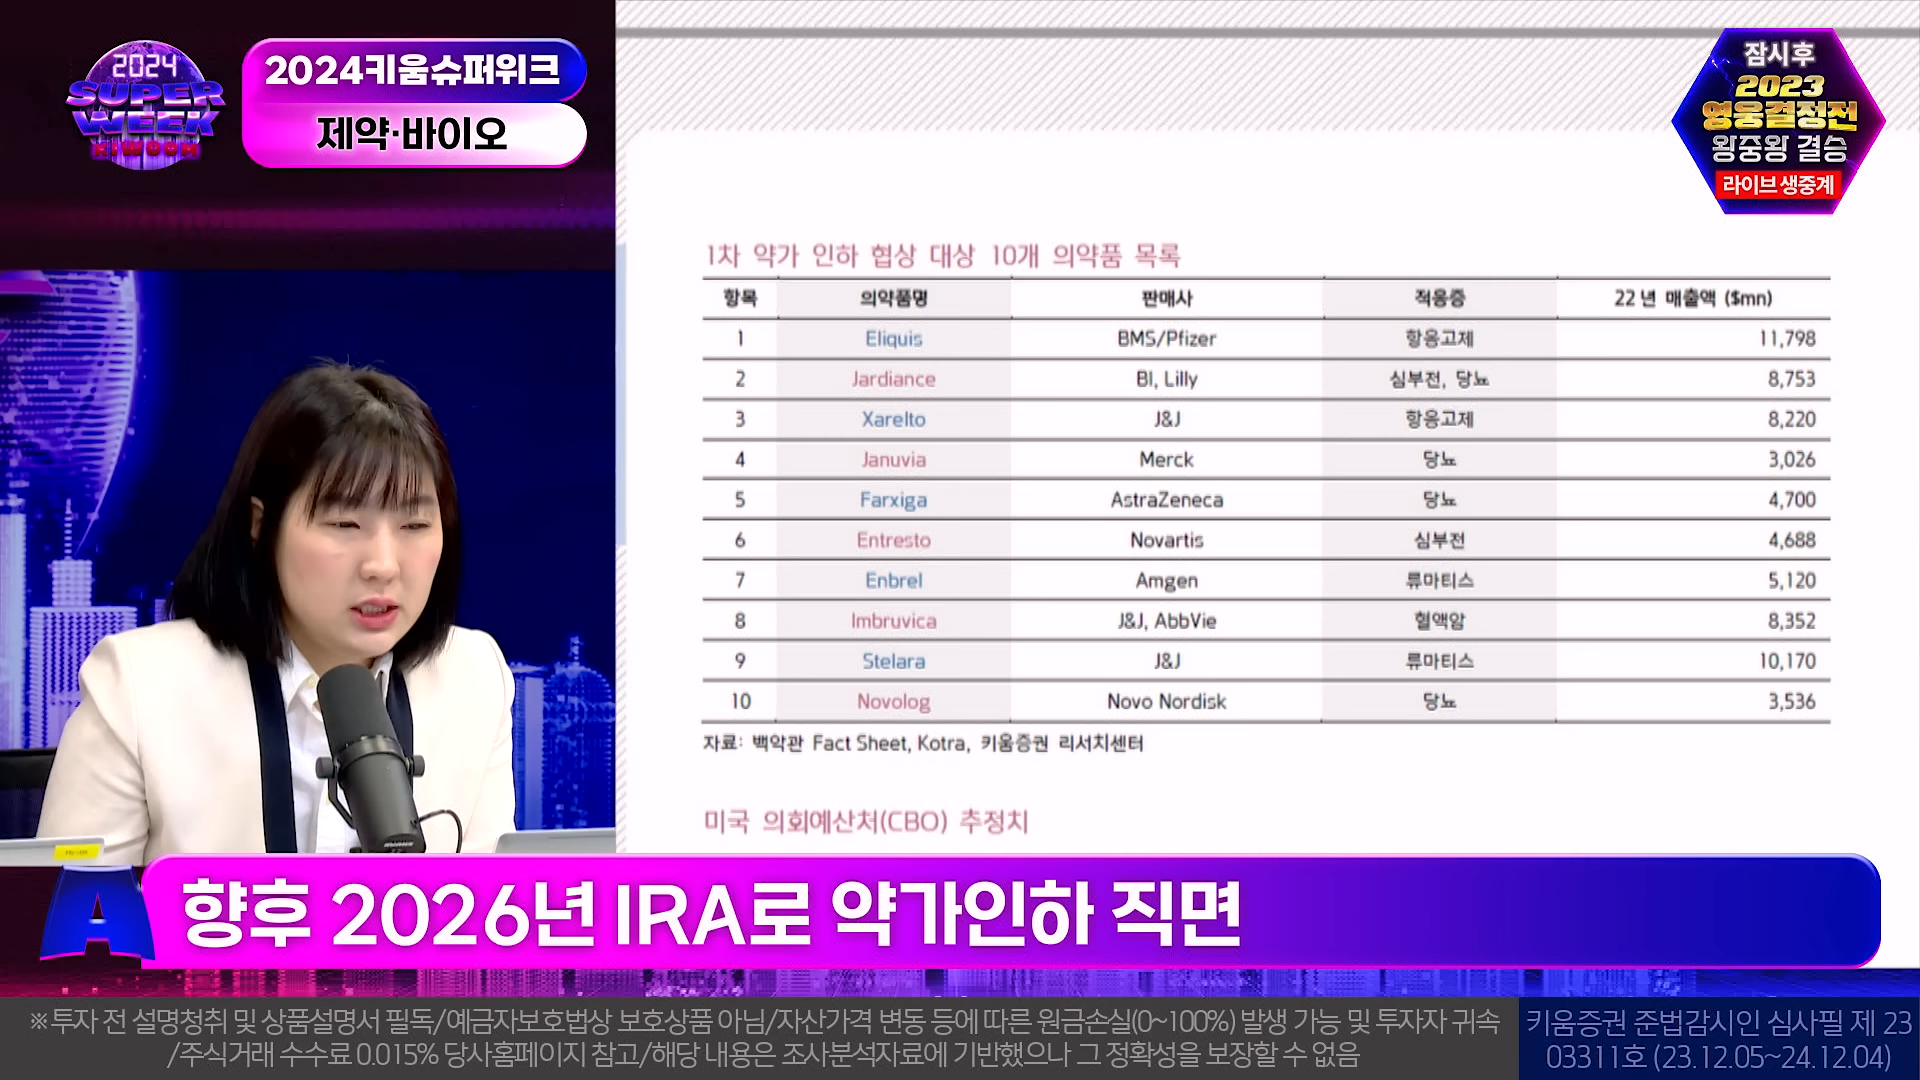 2024
SUPER
WEEK
KIWOOM
2024키움슈퍼위크
제약·바이오
잠시후
2023
영웅결정전
왕중왕 결승
라이브 생중계
1차 약가 인하 협상 대상 10개 의약품 목록
항목 의약품명 판매사 적응증 22년 매출액 ($mn)
1 Eliquis BMS/Pfizer 항응고제 11,798
2 Jardiance BI, Lilly 심부전, 당뇨 8,753
3 Xarelto J&J 항응고제 8,220
4 Januvia Merck 당뇨 3,026
5 Farxiga AstraZeneca 당뇨 4,700
6 Entresto Novartis 심부전 4,688
7 Enbrel Amgen 류마티스 5,120
8 Imbruvica J&J, AbbVie 혈액암 8,352
9 Stelara J&J 류마티스 10,170
10 Novolog Novo Nordisk 당뇨 3,536
자료: 백악관 Fact Sheet, Kotra, 키움증권 리서치센터
미국 의회예산처(CBO) 추정치
A 향후 2026년 IRA로 약가인하 직면
※투자 전 설명청취 및 상품설명서 필독/예금자보호법상 보호상품 아님/자산가격 변동 등에 따른 원금손실(0~100%) 발생 가능 및 투자자 귀속
/주식거래 수수료 0.015% 당사홈페이지 참고/해당 내용은 조사분석자료에 기반했으나 그 정확성을 보장할 수 없음
키움증권 준법감시인 심사필 제 23
03311호 (23.12.05~24.12.04)